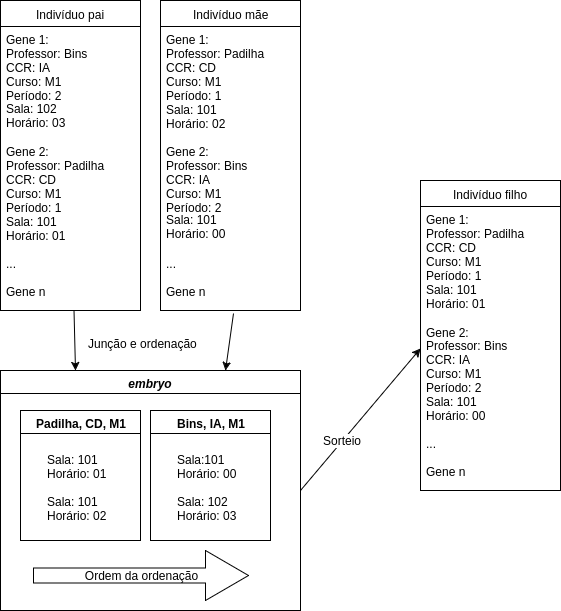 Indivíduo pai
Gene 1:
Professor: Bins
CCR: IA
Curso: M1
Período: 2
Sala: 102
Horário: 03
Gene 2:
Professor: Padilha
CCR: CD
Curso: M1
Período: 1
Sala: 101
Horário: 01
...
Gene n
Indivíduo mãe
Gene 1:
Professor: Padilha
CCR: CD
Curso: M1
Período: 1
Sala: 101
Horário: 02
Gene 2:
Professor: Bins
CCR: IA
Curso: M1
Período: 2
Sala: 101
Horário: 00
...
Gene n
Junção e ordenação
embryo
Padilha, CD, M1
Sala: 101
Horário: 01
Sala: 101
Horário: 02
Bins, IA, M1
Sala:101
Horário: 00
Sala: 102
Horário: 03
Ordem da ordenação
Sorteio
Indivíduo filho
Gene 1:
Professor: Padilha
CCR: CD
Curso: M1
Período: 1
Sala: 101
Horário: 01
Gene 2:
Professor: Bins
CCR: IA
Curso: M1
Período: 2
Sala: 101
Horário: 00
...
Gene n